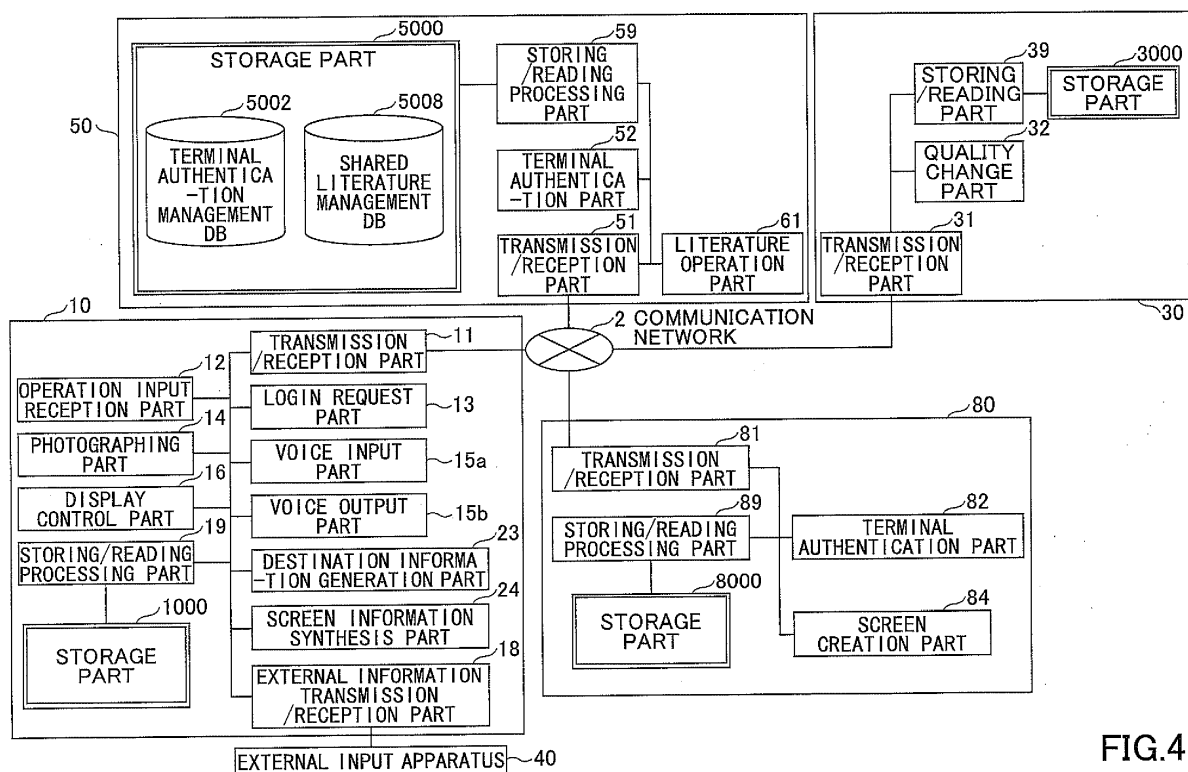 5000
STORAGE PART
5002
TERMINAL
AUTHENTICA
-TION
MANAGEMENT
DB
5008
SHARED
LITERATURE
MANAGEMENT
DB
50
59
STORING
/READING
PROCESSING
PART
52
TERMINAL
AUTHENTICA
-TION PART
51
TRANSMISSION
/RECEPTION
PART
61
LITERATURE
OPERATION
PART
39
STORING
/READING
PART
3000
STORAGE
PART
32
QUALITY
CHANGE
PART
31
TRANSMISSION
/RECEPTION
PART
30
2 COMMUNICATION
NETWORK
10
11
TRANSMISSION
/RECEPTION PART
12
OPERATION INPUT
RECEPTION PART
13
LOGIN REQUEST
PART
14
PHOTOGRAPHING
PART
15a
VOICE INPUT
PART
16
DISPLAY
CONTROL PART
15b
VOICE OUTPUT
PART
19
STORING/READING
PROCESSING PART
23
DESTINATION INFORMA
-TION GENERATION PART
1000
STORAGE
PART
24
SCREEN INFORMATION
SYNTHESIS PART
18
EXTERNAL INFORMATION
TRANSMISSION
/RECEPTION PART
EXTERNAL INPUT APPARATUS
40
80
81
TRANSMISSION
/RECEPTION PART
89
STORING/READING
PROCESSING PART
82
TERMINAL
AUTHENTICATION PART
8000
STORAGE
PART
84
SCREEN
CREATION PART
FIG.4